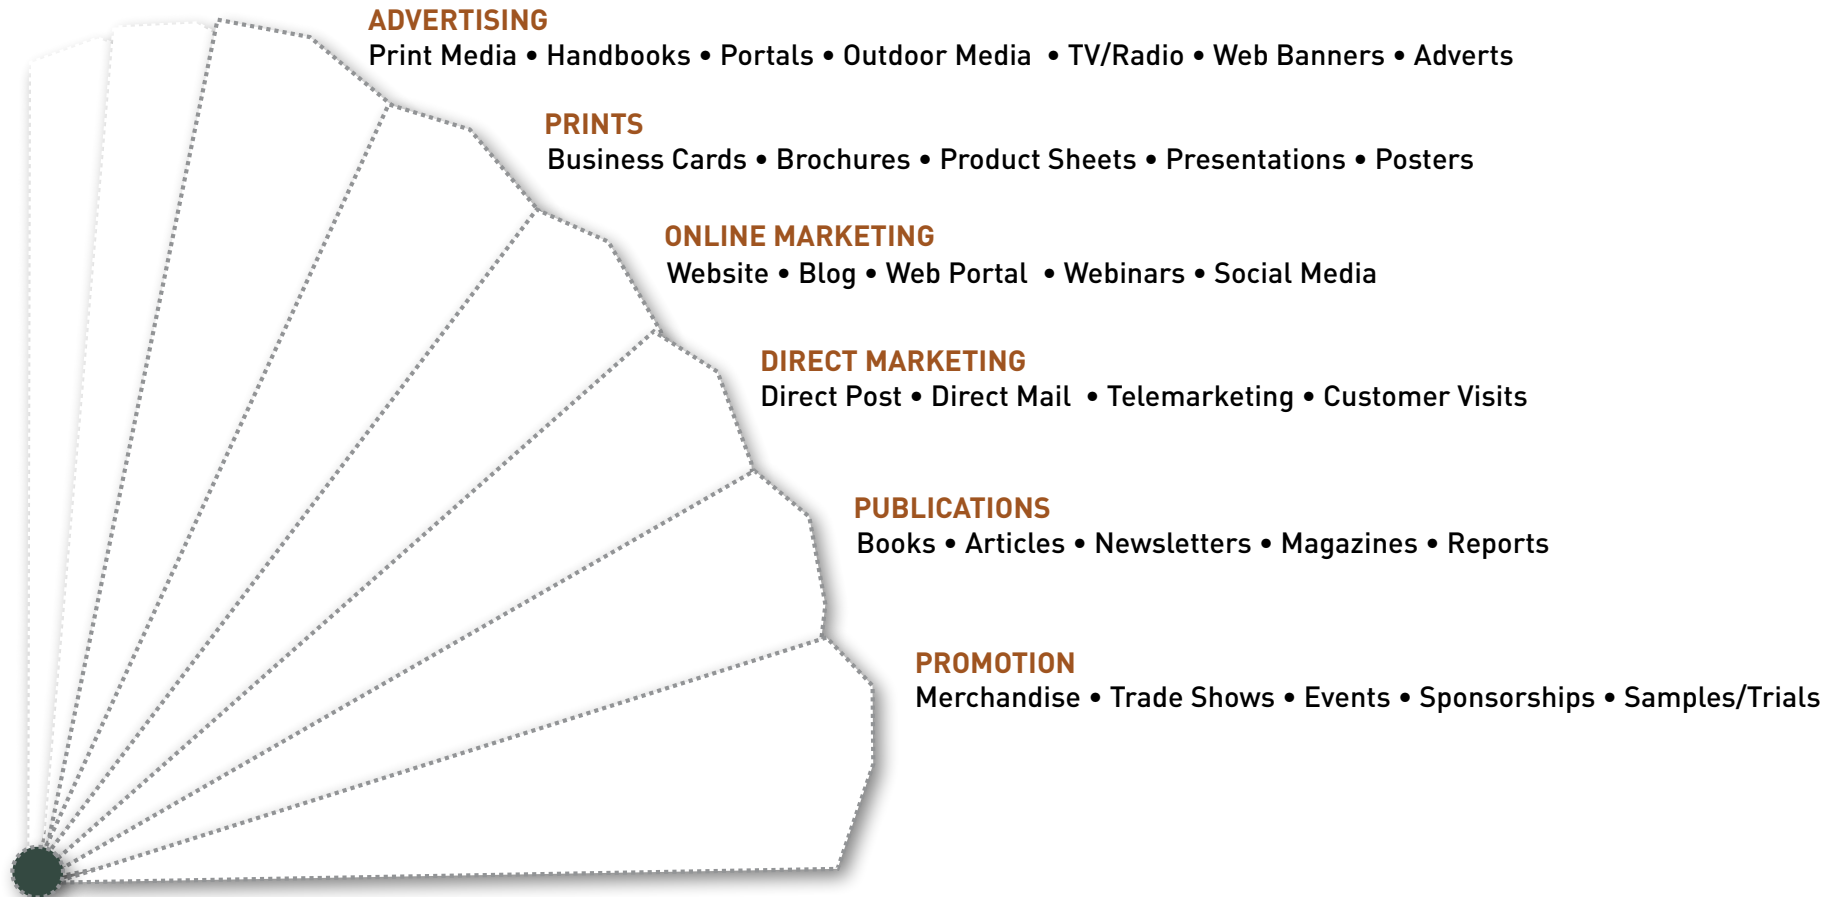 ADVERTISING
Print Media • Handbooks • Portals • Outdoor Media • TV/Radio • Web Banners • Adverts
PRINTS
Business Cards • Brochures • Product Sheets • Presentations • Posters
ONLINE MARKETING
Website • Blog • Web Portal • Webinars • Social Media
DIRECT MARKETING
Direct Post • Direct Mail • Telemarketing • Customer Visits
PUBLICATIONS
Books • Articles • Newsletters • Magazines • Reports
PROMOTION
Merchandise • Trade Shows • Events • Sponsorships • Samples/Trials